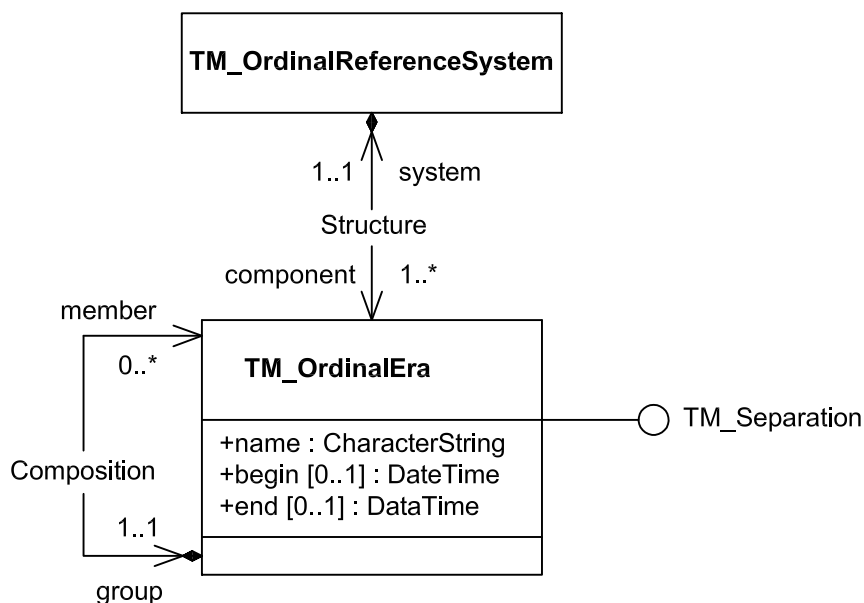 TM_OrdinalReferenceSystem
1..1
system
Structure
component
1..*
member
0..*
TM_OrdinalEra
TM_Separation
+name : CharacterString
+begin [0..1] : DateTime
+end [0..1] : DataTime
Composition
1..1
group